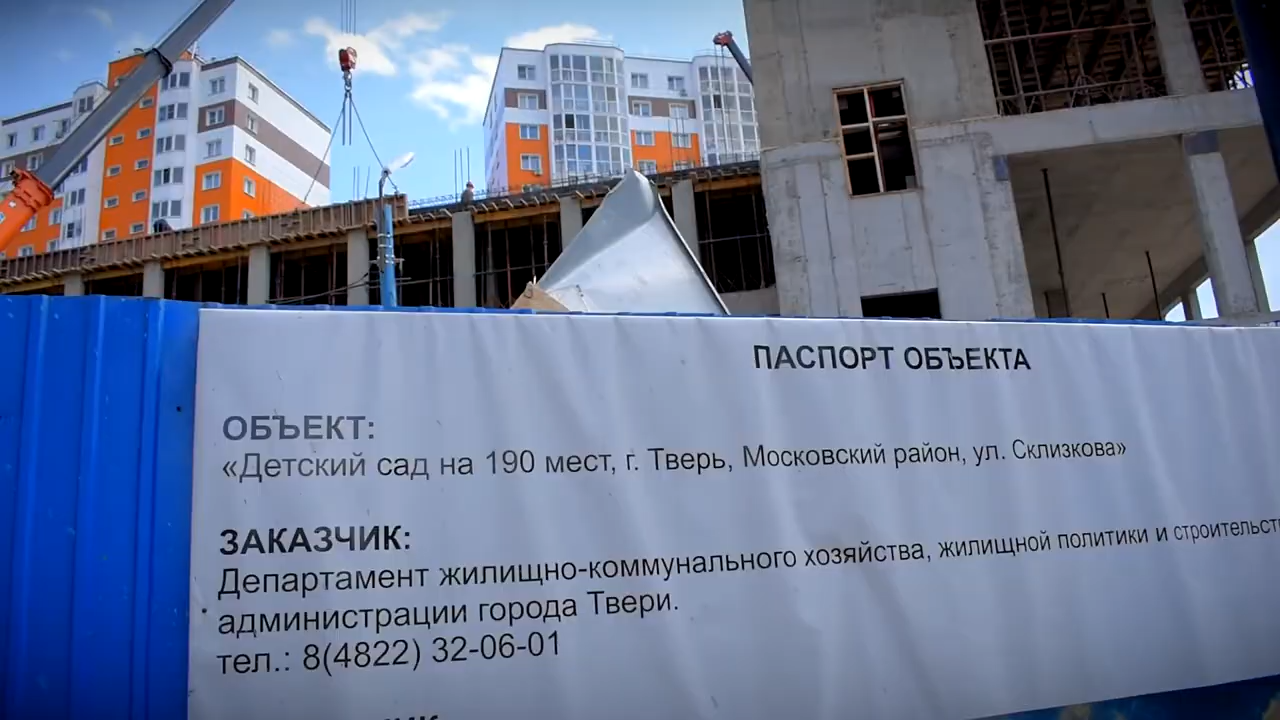 ПАСПОРТ ОБЪЕКТА
ОБЪЕКТ:
«Детский сад на 190 мест, г. Тверь, Московский район, ул. Склизкова»
ЗАКАЗЧИК:
Департамент жилищно-коммунального хозяйства, жилищной политики и
администрации города Твери.
тел.: 8(4822) 32-06-01